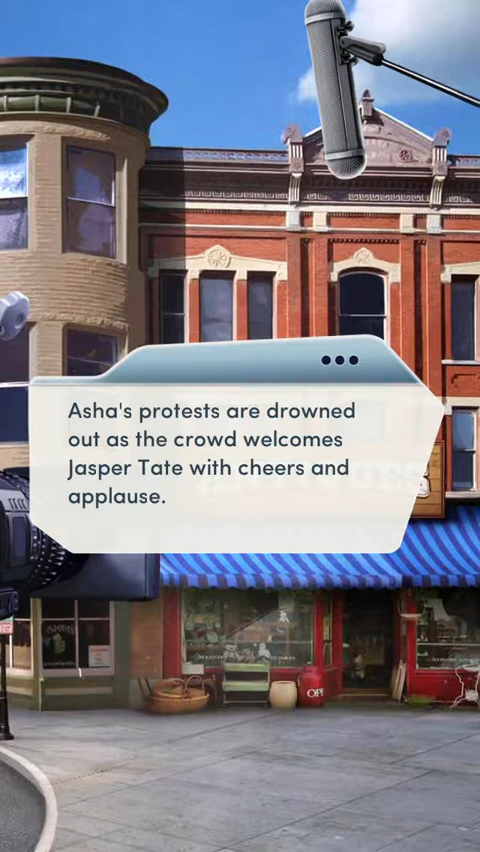 Asha's protests are drowned
out as the crowd welcomes
Jasper Tate with cheers and
applause.